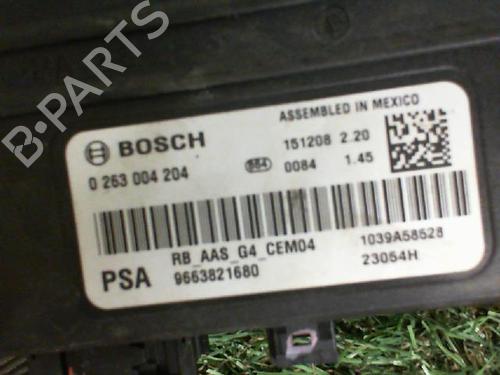 B-PARTS
ASSEMBLED IN MEXICO
BOSCH
151208 2.20
0 263 004 204
664 0084 1.45
RB_AAS_G4_CEM04
1039A58528
PSA
9663821680
23054H